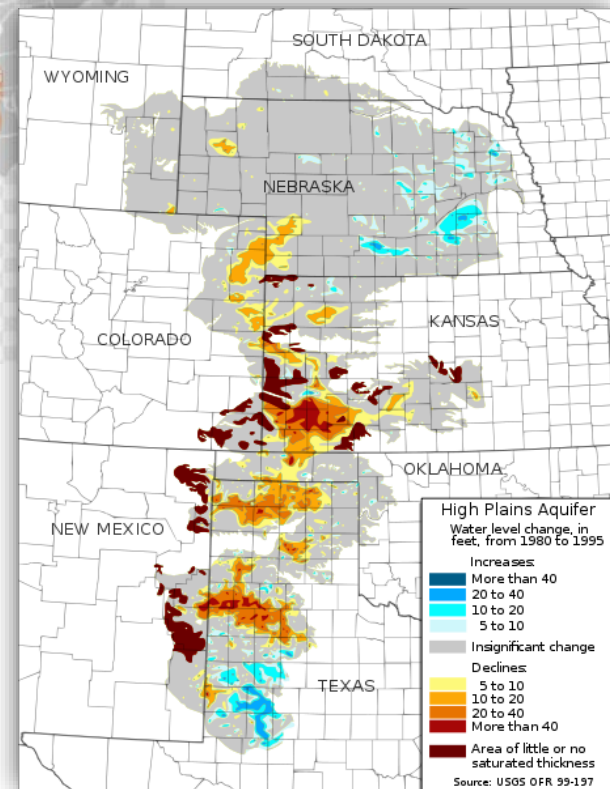 SOUTH DAKOTA
WYOMING
NEBRASKA
COLORADO
KANSAS
OKLAHOMA
NEW MEXICO
TEXAS
High Plains Aquifer
Water level change, in
feet, from 1980 to 1995
Increases:
More than 40
20 to 40
10 to 20
5 to 10
Insignificant change
Declines:
5 to 10
10 to 20
20 to 40
More than 40
Area of little or no
saturated thickness
Source: USGS OFR 99-197